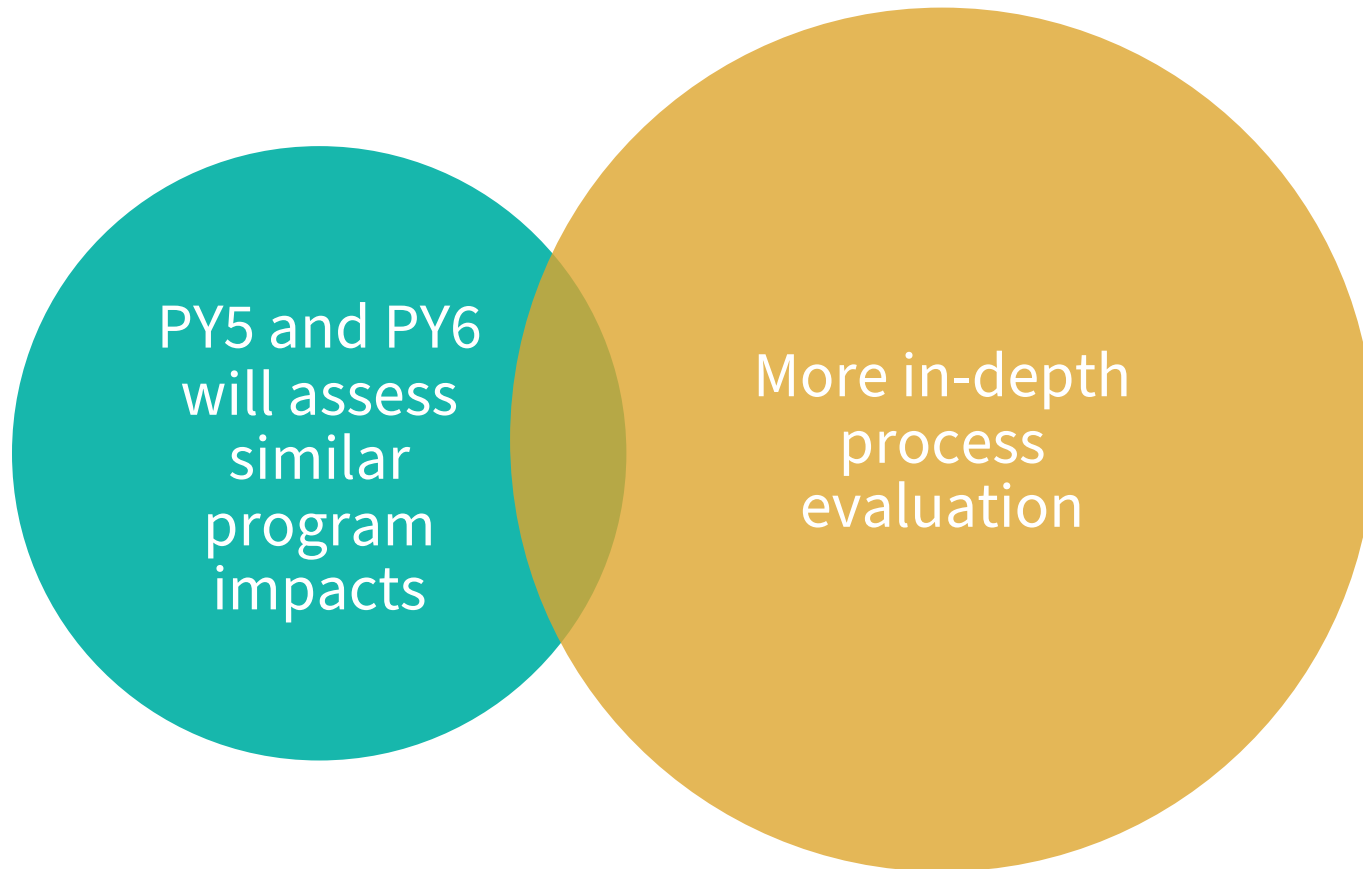 PY5 and PY6
will assess
similar
program
impacts
More in-depth
process
evaluation